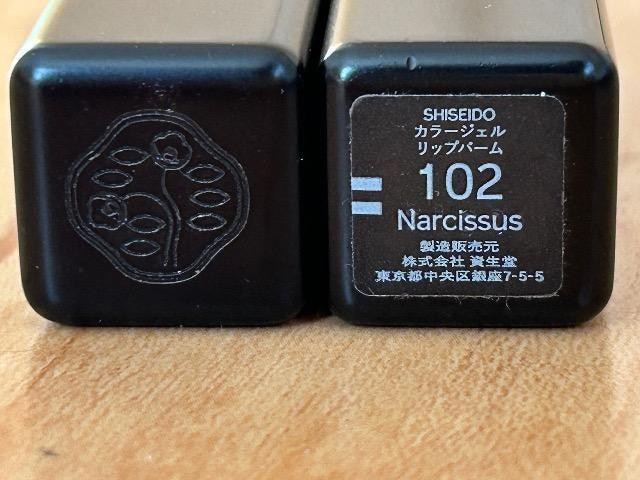 SHISEIDO
カラージェル
リップバーム
102
Narcissus
製造販売元
株式会社 資生堂
東京都中央区銀座7-5-5